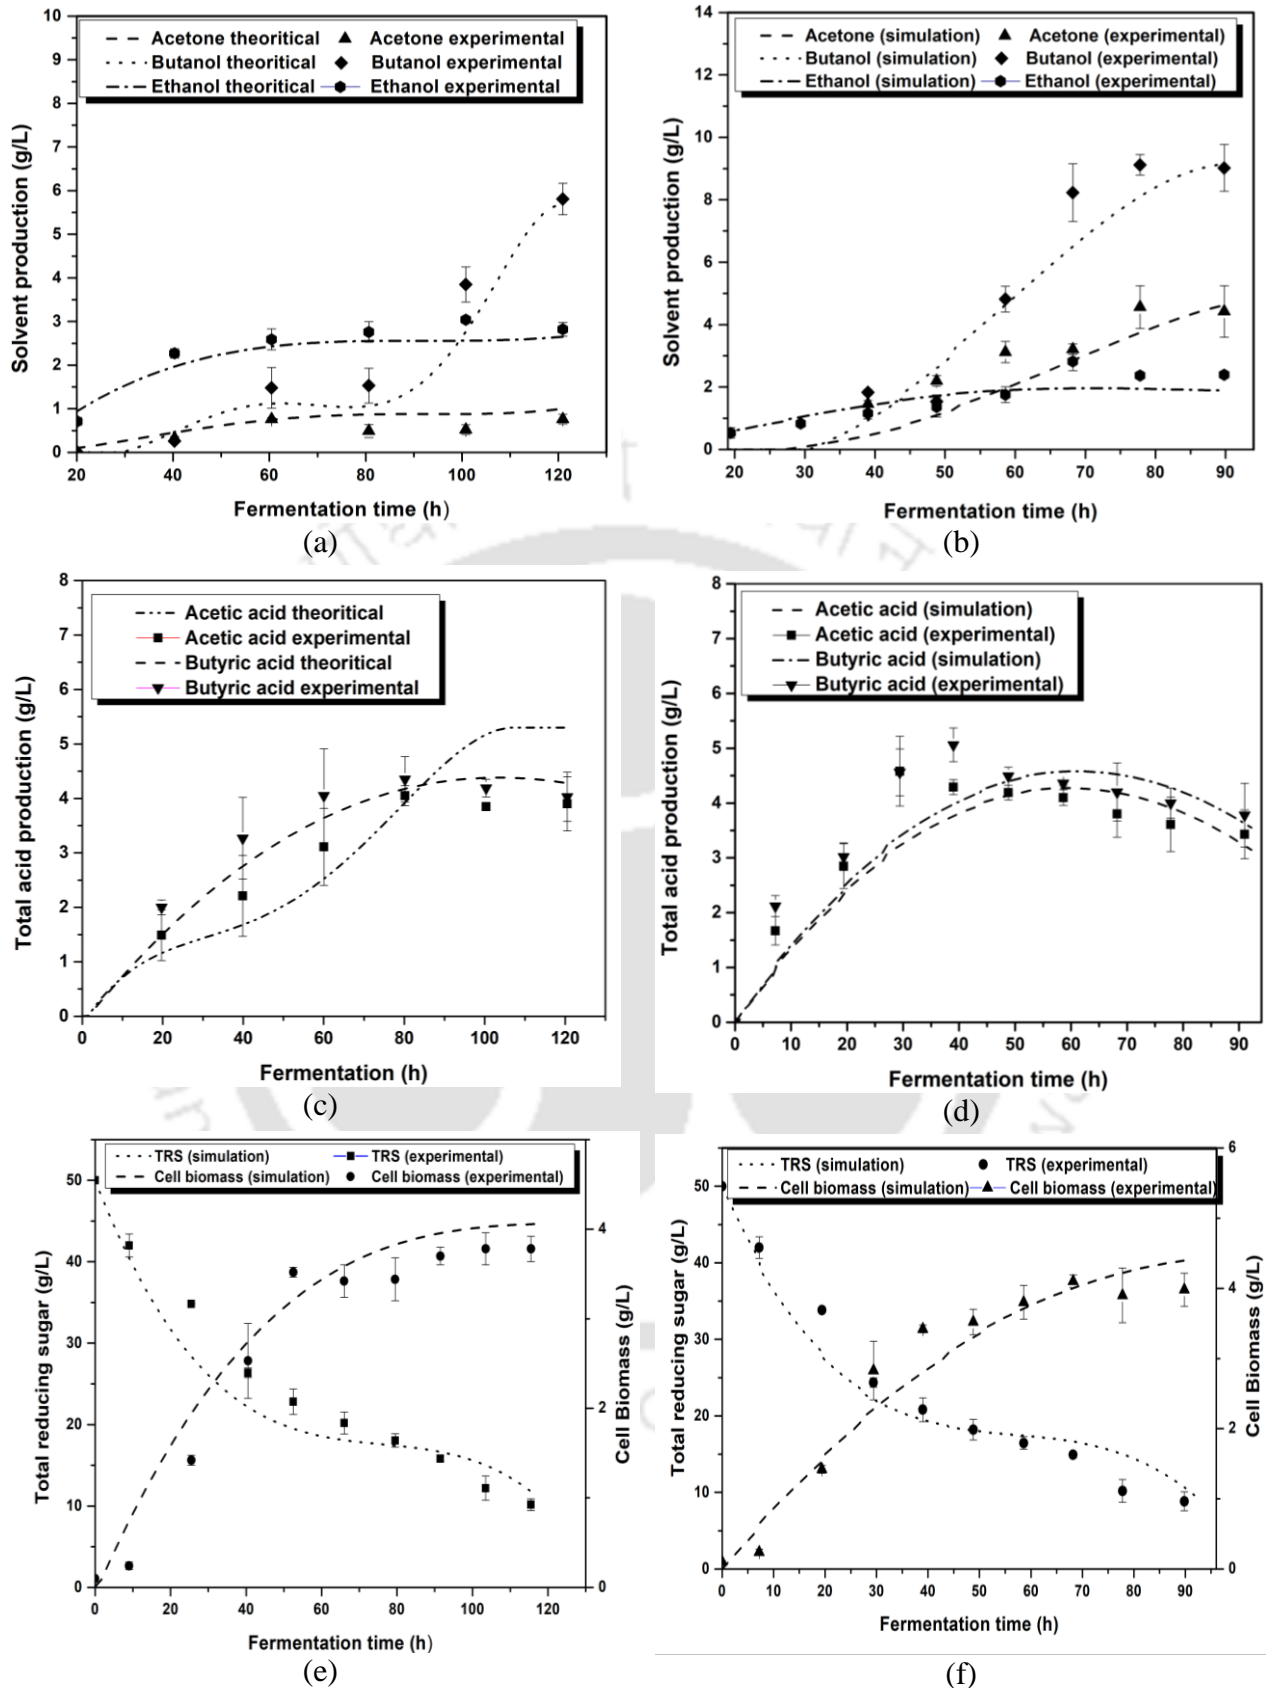 Acetone theoritical Acetone experimental
Butanol theoritical Butanol experimental
Ethanol theoritical Ethanol experimental
10
9
8
7
6
5
4
3
2
1
0
Solvent production (g/L)
20 40 60 80 100 120
Fermentation time (h)
(a)
Acetone (simulation) Acetone (experimental)
Butanol (simulation) Butanol (experimental)
Ethanol (simulation) Ethanol (experimental)
14
12
10
8
6
4
2
0
Solvent production (g/L)
20 30 40 50 60 70 80 90
Fermentation time (h)
(b)
Acetic acid theoritical
Acetic acid experimental
Butyric acid theoritical
Butyric acid experimental
8
7
6
5
4
3
2
1
0
Total acid production (g/L)
0 20 40 60 80 100 120
Fermentation (h)
(c)
Acetic acid (simulation)
Acetic acid (experimental)
Butyric acid (simulation)
Butyric acid (experimental)
8
7
6
5
4
3
2
1
0
Total acid production (g/L)
0 10 20 30 40 50 60 70 80 90
Fermentation time (h)
(d)
TRS (simulation) TRS (experimental)
Cell biomass (simulation) Cell biomass (experimental)
50
40
30
20
10
0
Total reducing sugar (g/L)
4
2
0
Cell Biomass (g/L)
0 20 40 60 80 100 120
Fermentation time (h)
(e)
TRS (simulation) TRS (experimental)
Cell biomass (simulation) Cell biomass (experimental)
50
40
30
20
10
0
Total reducing sugar (g/L)
6
4
2
0
Cell Biomass (g/L)
0 10 20 30 40 50 60 70 80 90
Fermentation time (h)
(f)